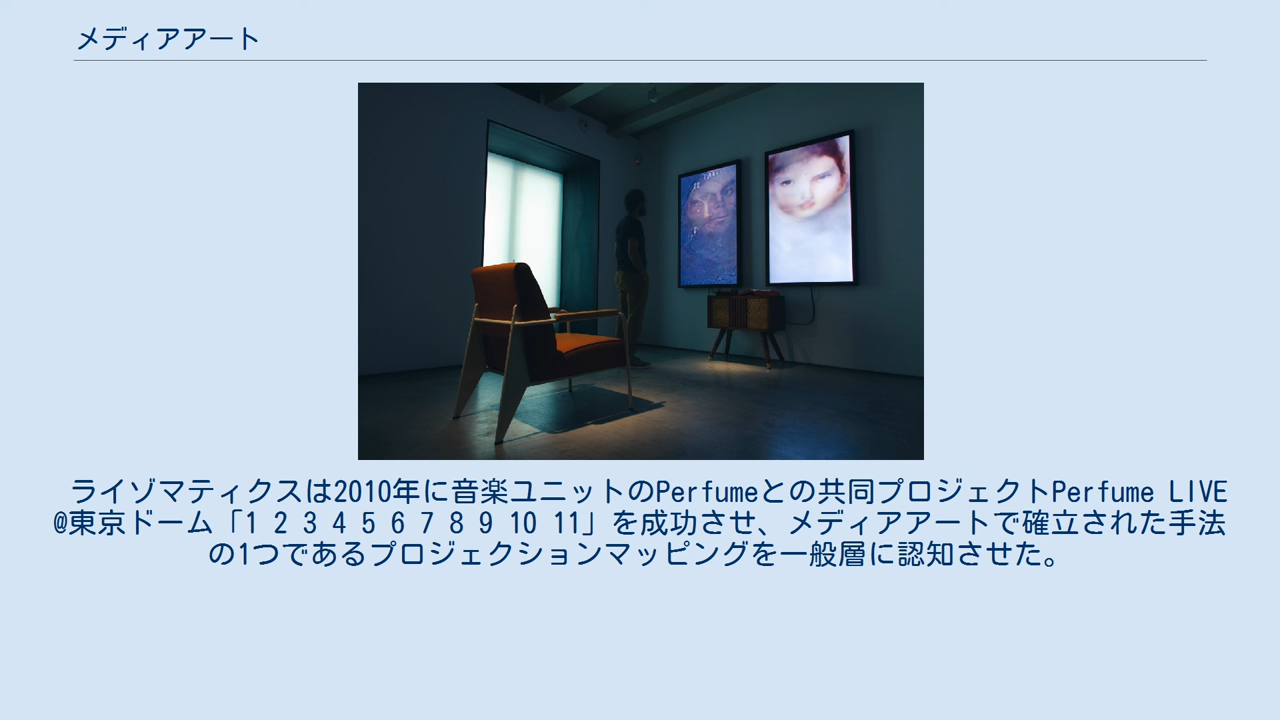 メディアアート
ライゾマティクスは2010年に音楽ユニットのPerfumeとの共同プロジェクトPerfume LIVE
@東京ドーム「1 2 3 4 5 6 7 8 9 10 11」を成功させ、メディアアートで確立された手法
の1つであるプロジェクションマッピングを一般層に認知させた。